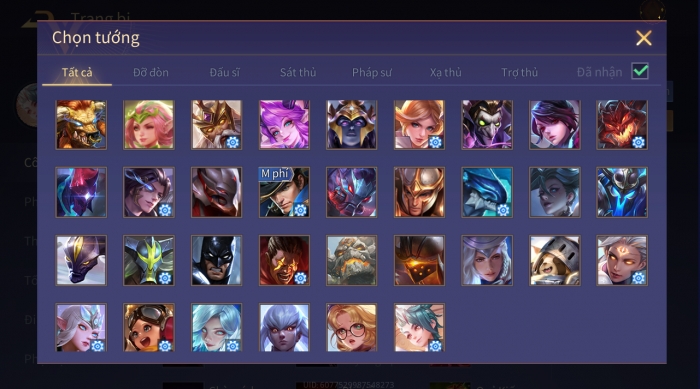 Trang bị
Chọn tướng
Tất cả
Đỡ đòn
Đấu sĩ
Sát thủ
Pháp sư
Xạ thủ
Trợ thủ
Đã nhận
M phí